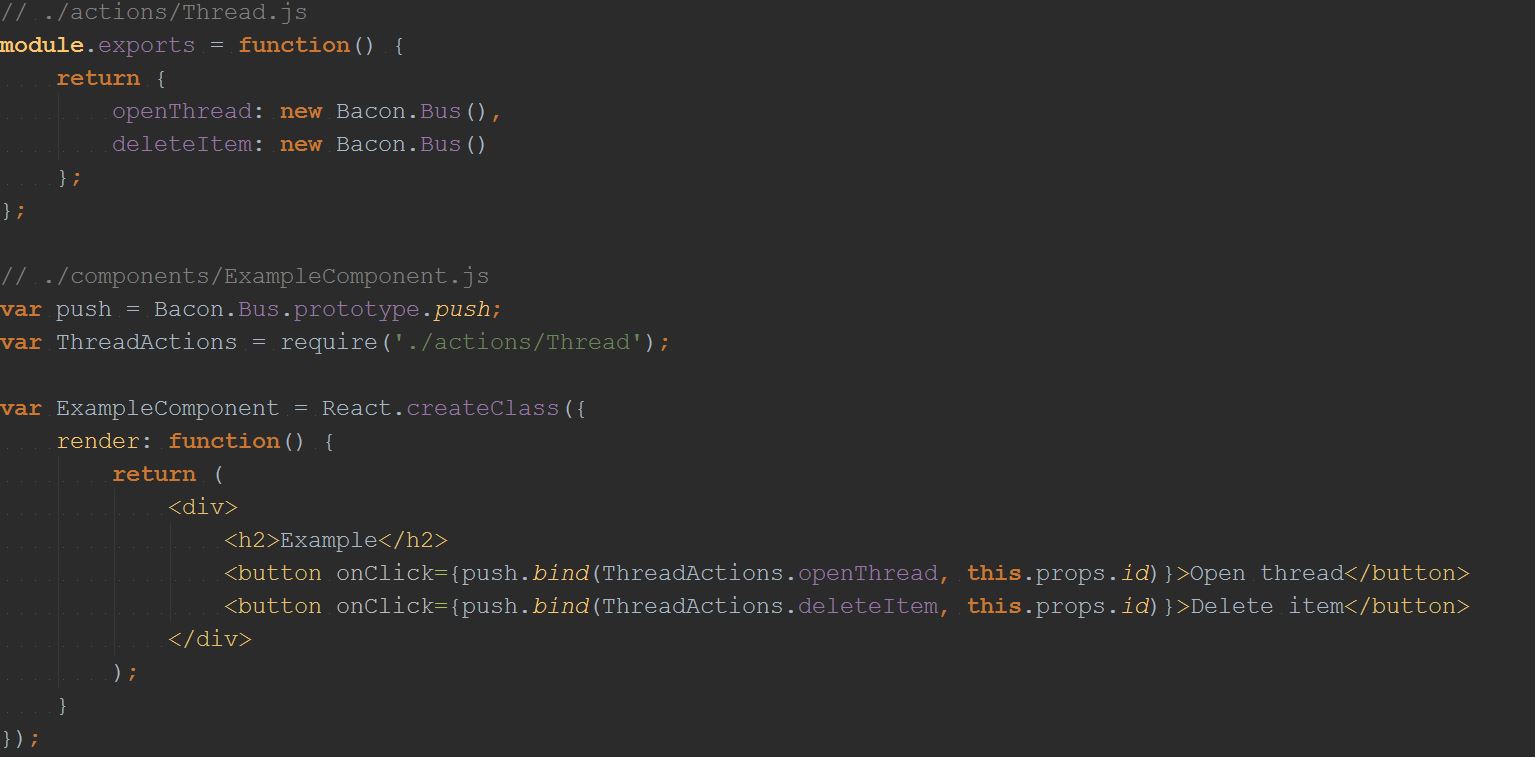 // ./actions/Thread.js
module.exports = function() {
    return {
        openThread: new Bacon.Bus(),
        deleteItem: new Bacon.Bus()
    };
};

// ./components/ExampleComponent.js
var push = Bacon.Bus.prototype.push;
var ThreadActions = require('./actions/Thread');

var ExampleComponent = React.createClass({
    render: function() {
        return (
            <div>
                <h2>Example</h2>
                <button onClick={push.bind(ThreadActions.openThread, this.props.id)}>Open thread</button>
                <button onClick={push.bind(ThreadActions.deleteItem, this.props.id)}>Delete item</button>
            </div>
        );
    }
});